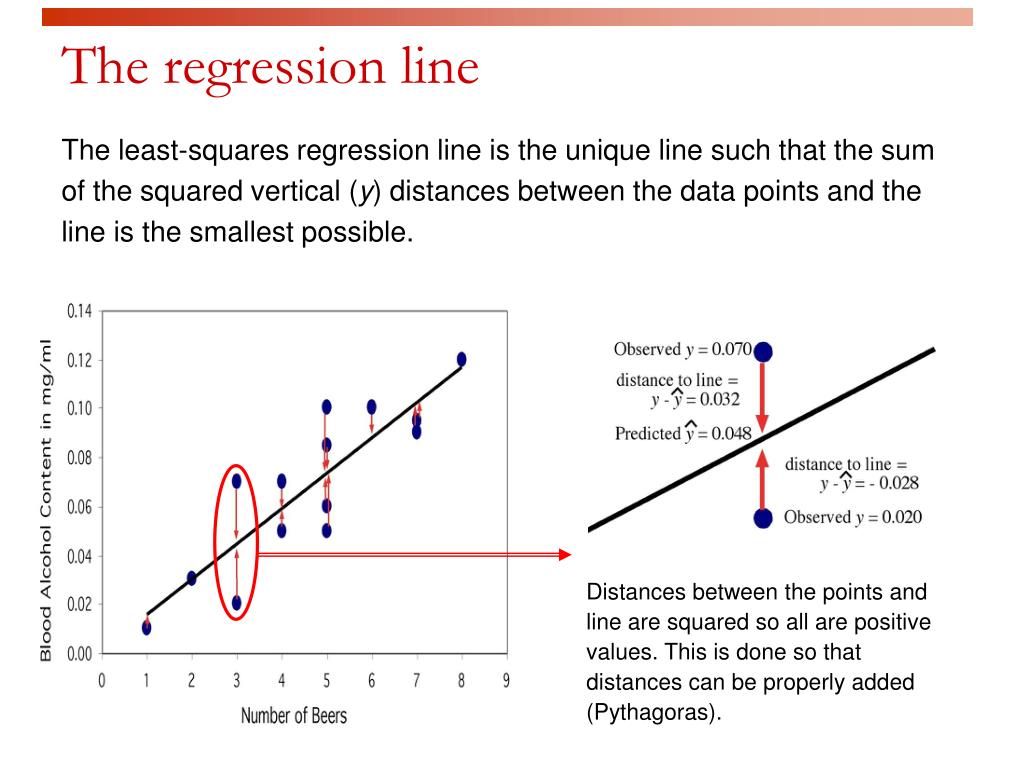 The regression line
The least-squares regression line is the unique line such that the sum
of the squared vertical (y) distances between the data points and the
line is the smallest possible.
Blood Alcohol Content in mg/ml
0.14
0.12
0.10
0.08
0.06
0.04
0.02
0.00
0 1 2 3 4 5 6 7 8 9
Number of Beers
Observed y = 0.070
distance to line =
y - ŷ = 0.032
Predicted ŷ = 0.048
distance to line =
y - ŷ = - 0.028
Observed y = 0.020
Distances between the points and
line are squared so all are positive
values. This is done so that
distances can be properly added
(Pythagoras).